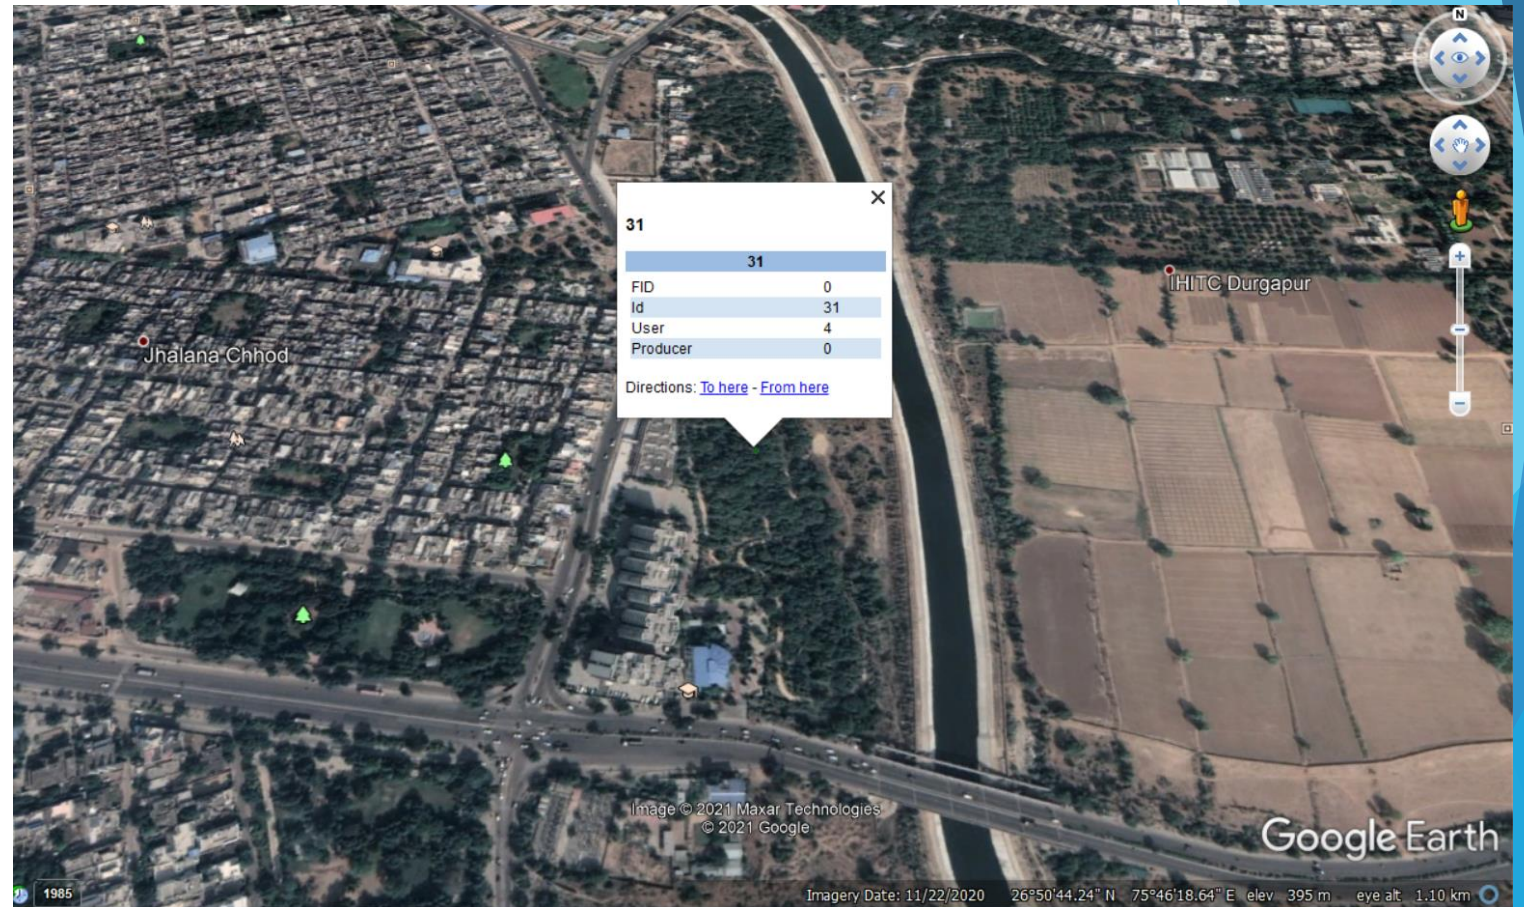 N
31
31
FID 0
Id 31
User 4
Producer 0
Directions: To here - From here
IHITC Durgapur
Jhalana Chhod
Image © 2021 Maxar Technologies
© 2021 Google
Google Earth
1985
Imagery Date: 11/22/2020 26°50'44.24" N 75°46'18.64" E elev 395 m eye alt 1.10 km